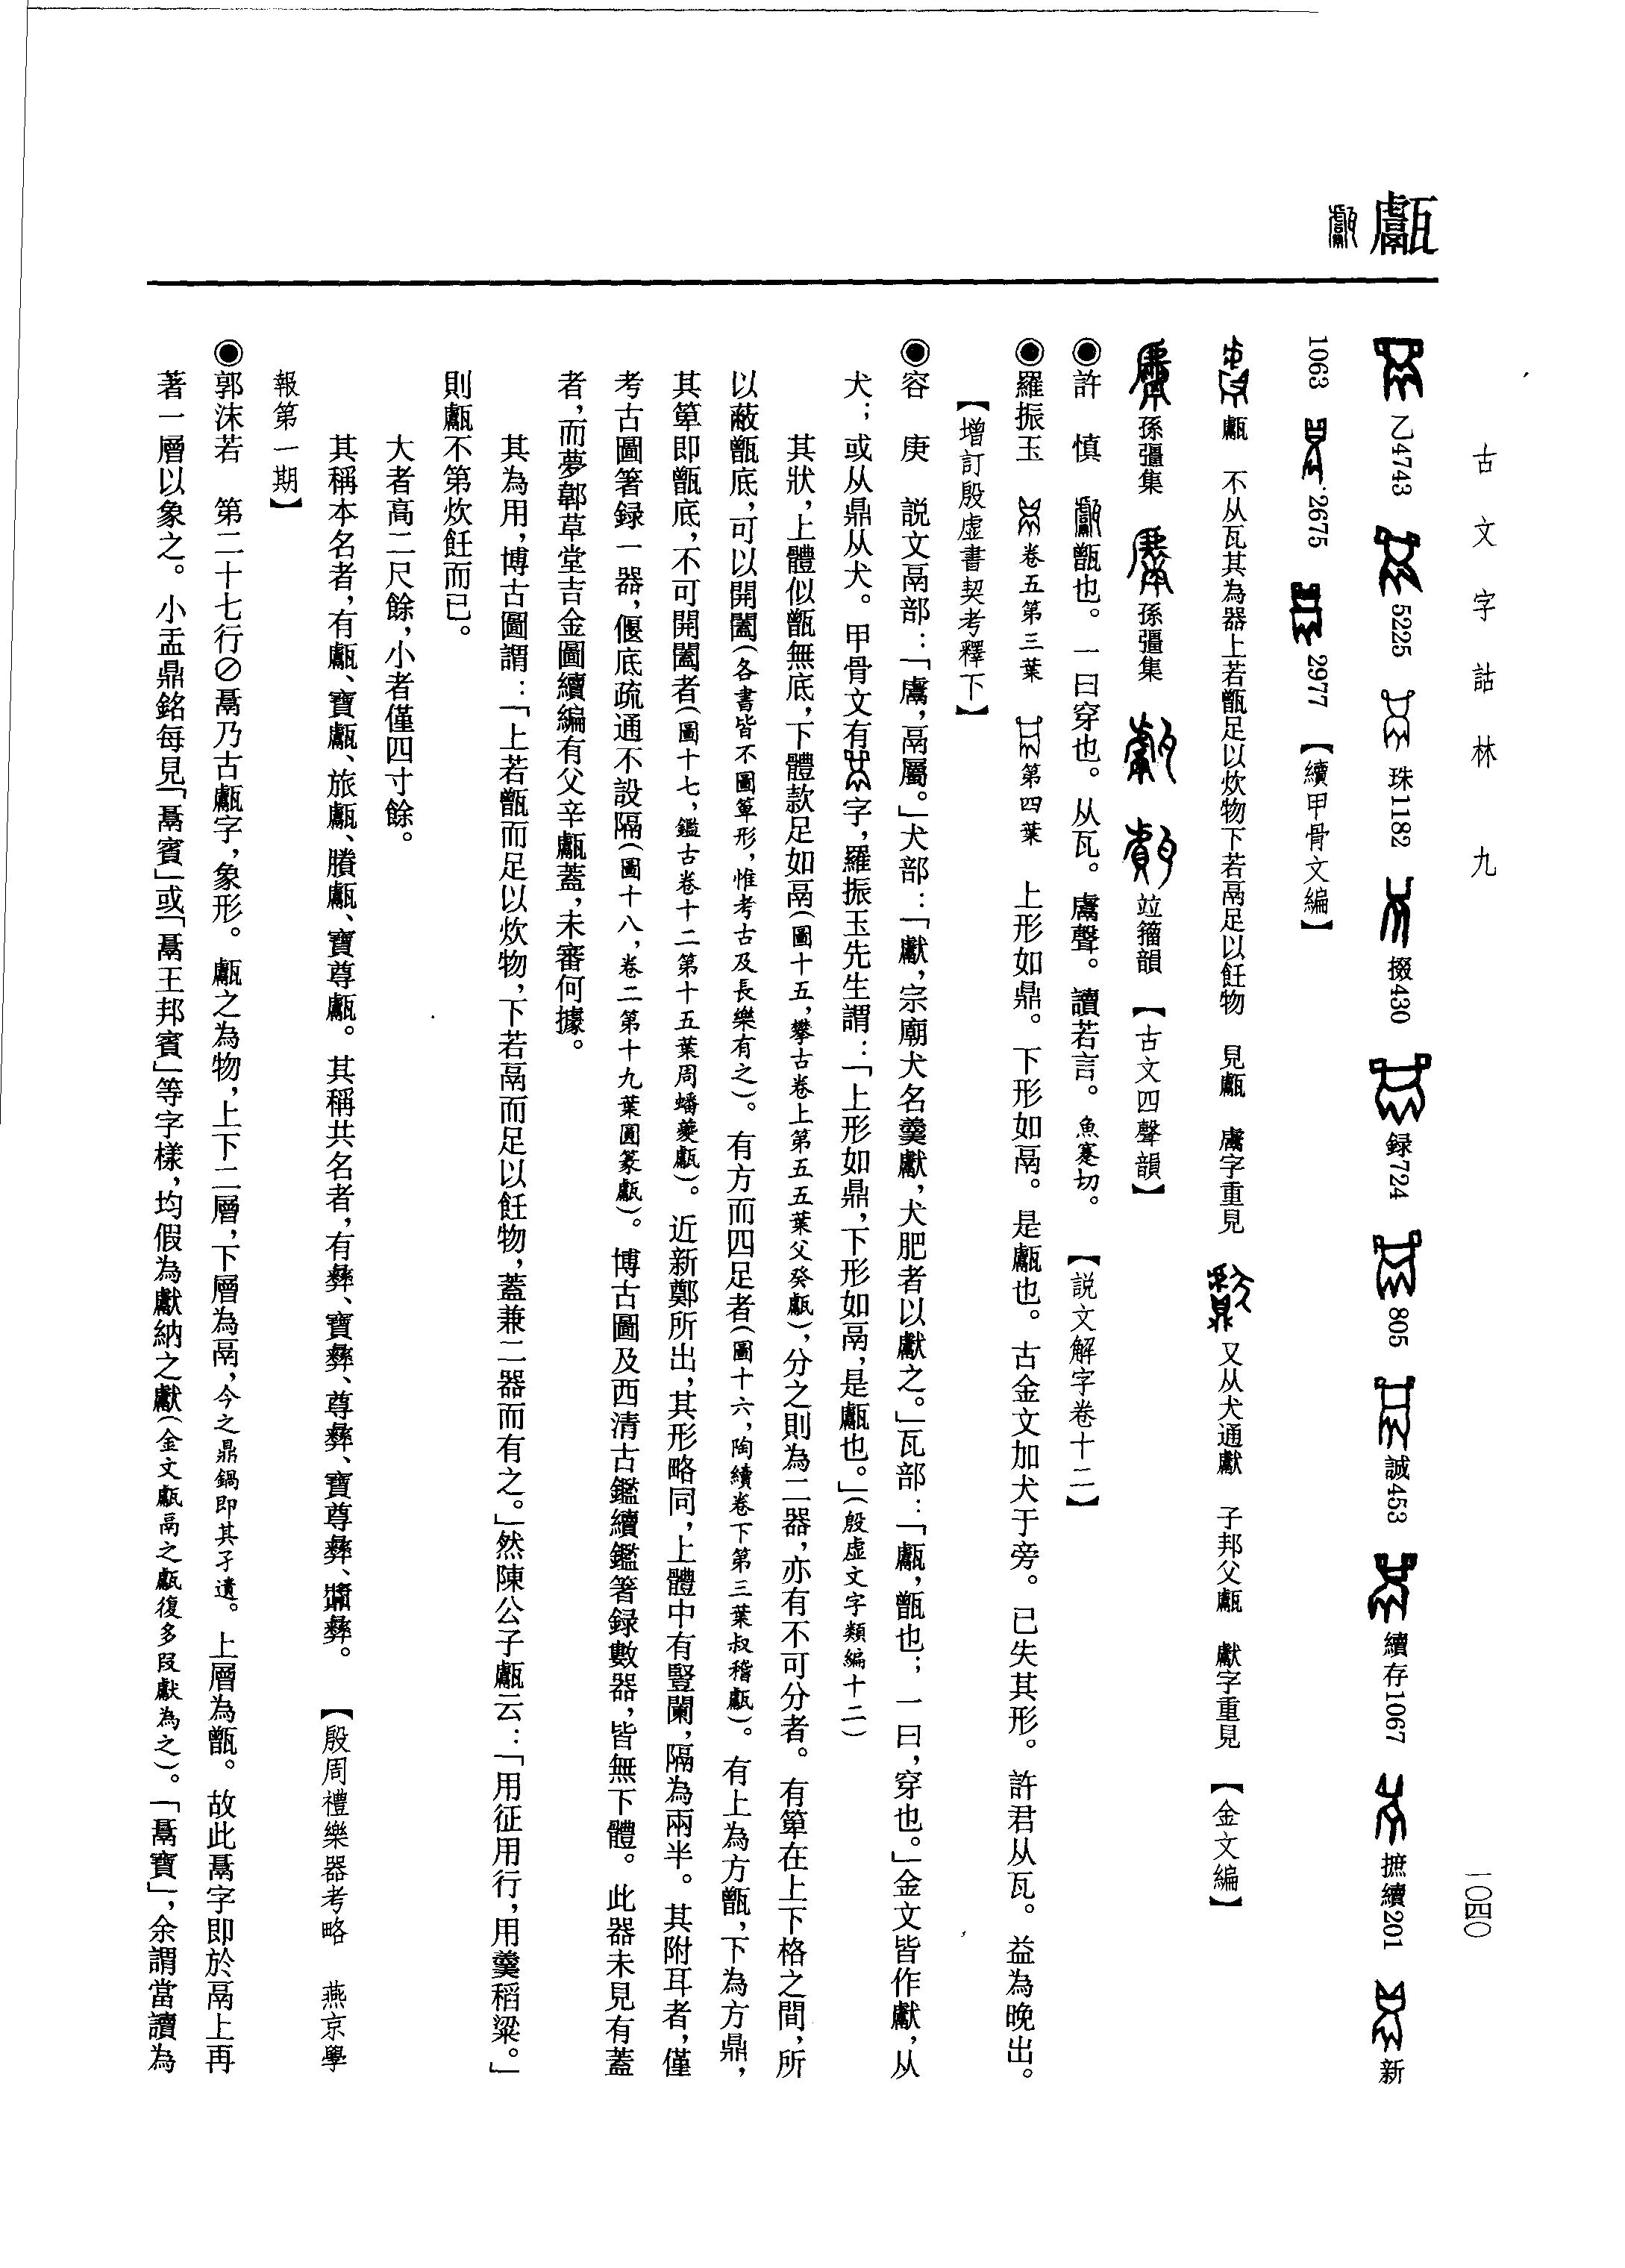 古文字詁林 九
一〇四〇
甗
乙4743 5225 珠1182 掇430 録724 805 誠453 續存1067 摭續201 新
1063 2675 2977 【續甲骨文編】
甗 不从瓦其為器上若甑足以炊物下若鬲足以飪物 見甗 鬳字重見 又从犬通獻 子邦父甗 獻字重見 【金文編】
孫彊集 孫彊集 竝籀韻 【古文四聲韻】
◉許 慎 甑也。一曰穿也。从瓦。鬳聲。讀若言。魚蹇切。【説文解字卷十二】
◉羅振玉 卷五第三葉 第四葉 上形如鼎。下形如鬲。是甗也。古金文加犬于旁。已失其形。許君从瓦。益為晚出。
【增訂殷虚書契考釋下】
◉容 庚 説文鬲部：「鬳，鬲屬。」犬部：「獻，宗廟犬名羹獻，犬肥者以獻之。」瓦部：「甗，甑也；一曰，穿也。」金文皆作獻，从
犬；或从鼎从犬。甲骨文有字，羅振玉先生謂：「上形如鼎，下形如鬲，是甗也。」（殷虚文字類編十二）
其狀，上體似甑無底，下體款足如鬲（圖十五，攀古卷上第五五葉父癸甗），分之則為二器，亦有不可分者。有箄在上下格之間，所
以蔽甑底，可以開闔（各書皆不圖箄形，惟考古及長樂有之）。有方而四足者（圖十六，陶續卷下第三葉叔䅲甗）。有上為方甑，下為方鼎，
其箄即甑底，不可開闔者（圖十七，鑑古卷十二第十五葉周蟠夔甗）。近新鄭所出，其形略同，上體中有豎闌，隔為兩半。其附耳者，僅
考古圖箸録一器，偃底疏通不設隔（圖十八，卷二第十九葉圓篆甗）。博古圖及西清古鑑續鑑箸録數器，皆無下體。此器未見有蓋
者，而夢鄣草堂吉金圖續編有父辛甗蓋，未審何據。
其為用，博古圖謂：「上若甑而足以炊物，下若鬲而足以飪物，蓋兼二器而有之。」然陳公子甗云：「用征用行，用羹稻粱。」
則甗不第炊飪而已。
大者高二尺餘，小者僅四寸餘。
其稱本名者，有甗、寶甗、旅甗、䞈甗、寶尊甗。其稱共名者，有彝、寶彝、尊彝、寶尊彝、𩱧彝。【殷周禮樂器考略 燕京學
報第一期】
◉郭沫若 第二十七行⊘鬲乃古甗字，象形。甗之為物，上下二層，下層為鬲，今之鼎鍋即其孑遺。上層為甑。故此字即於鬲上再
著一層以象之。小盂鼎銘每見「賓」或「王邦賓」等字樣，均假為獻納之獻（金文甗鬲之甗復多叚獻為之）。「寶」，余謂當讀為